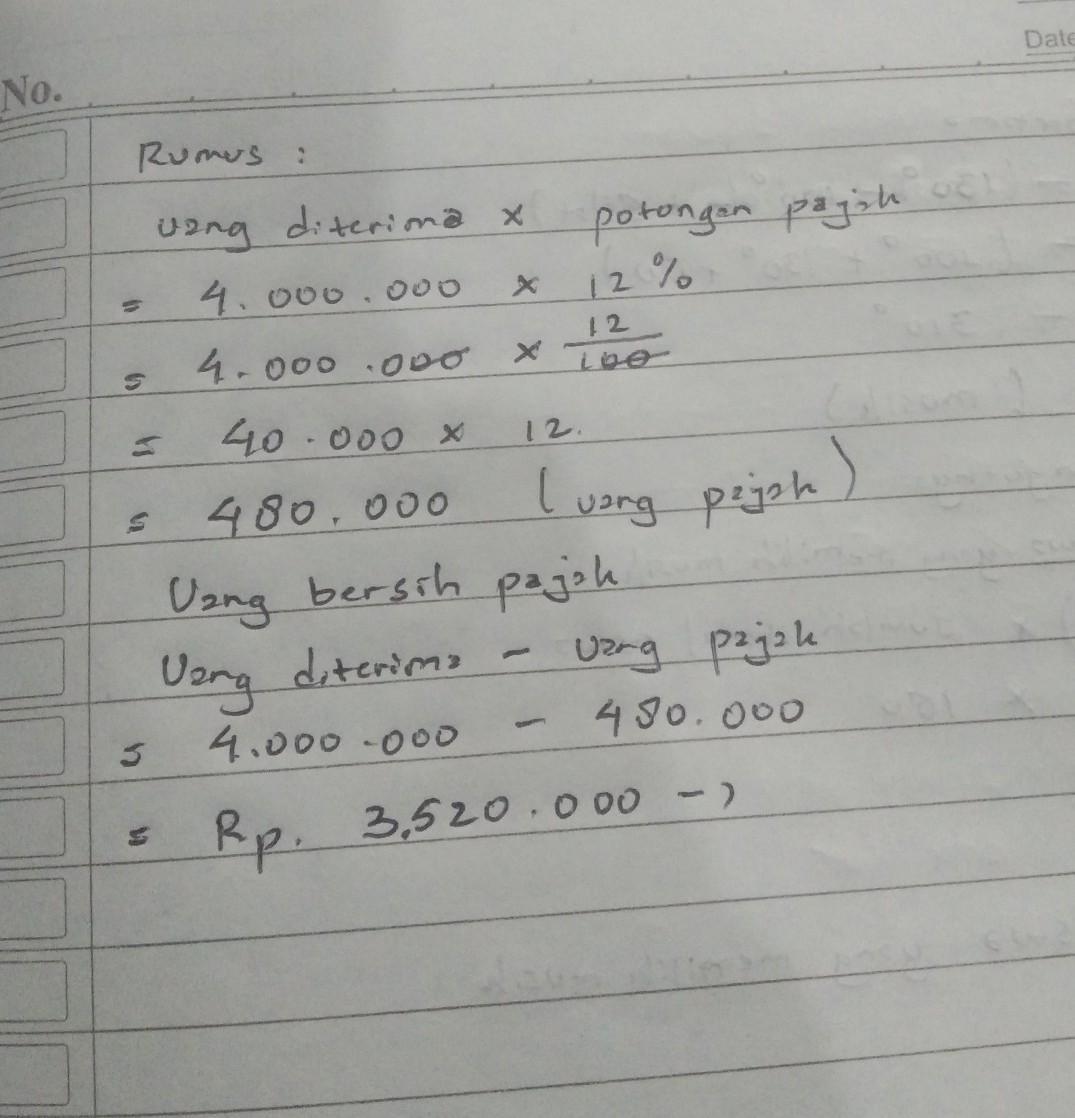 Date
No.
Rumus :
uang diterima x potongan pajak
= 4.000.000 x 12%
= 4.000.000 x 12/100
= 40.000 x 12.
= 480.000 (uang pajak)
Uang bersih pajak
Uang diterima - uang pajak
= 4.000.000 - 480.000
= Rp. 3.520.000 -,